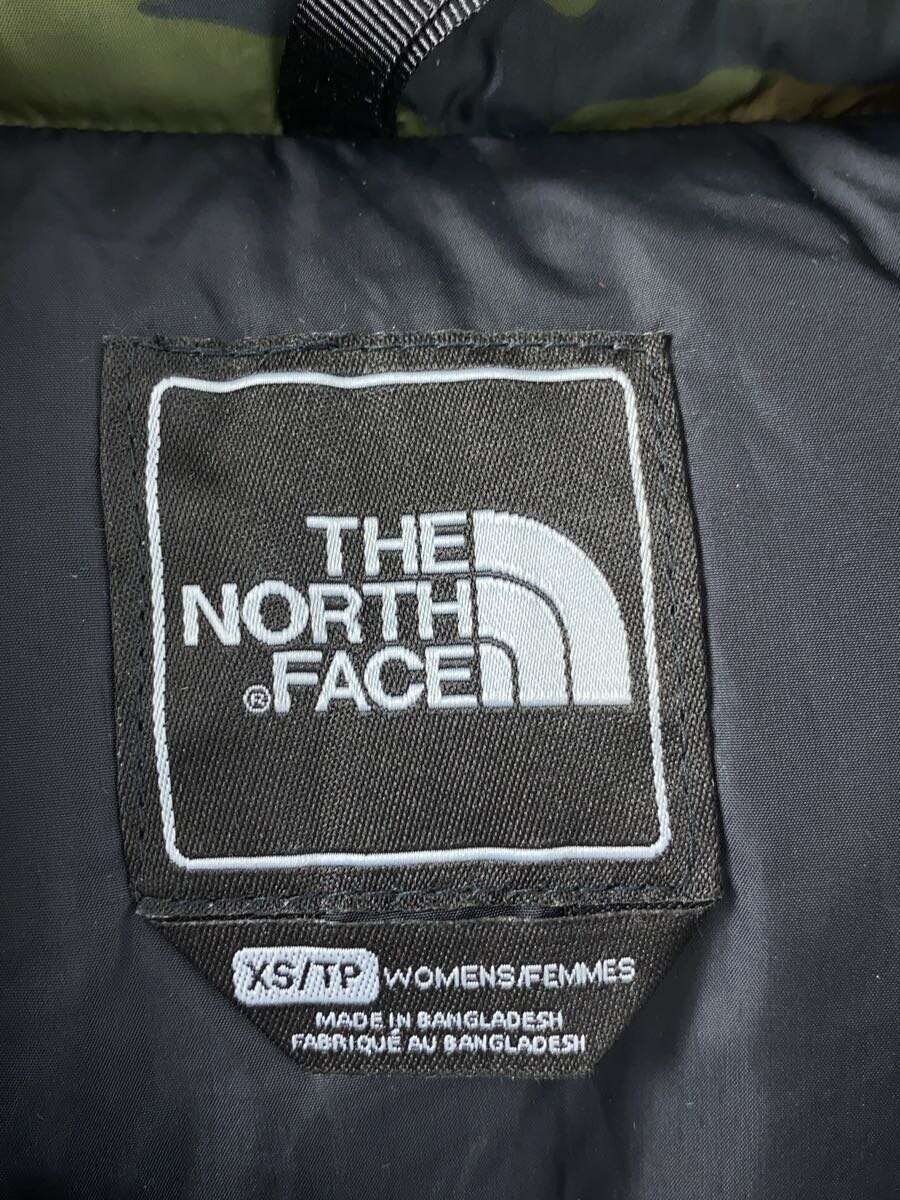 THE
NORTH
®FACE
XS/TP WOMENS/FEMMES
MADE IN BANGLADESH
FABRIQUÉ AU BANGLADESH